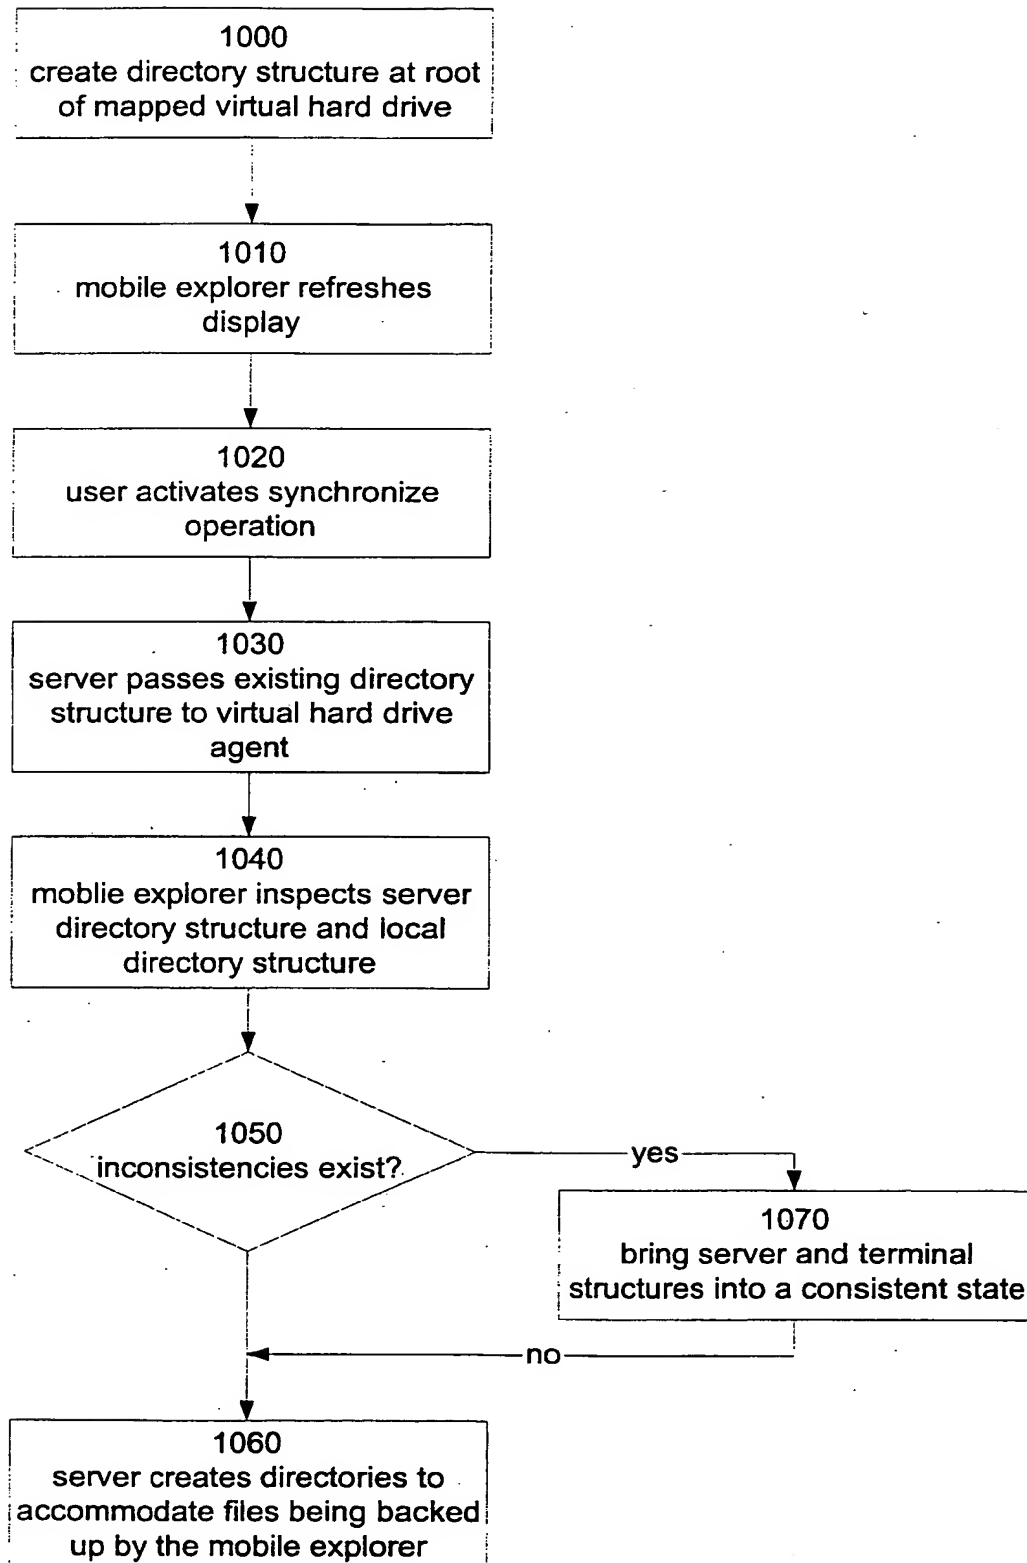 1000
create directory structure at root
of mapped virtual hard drive
1010
mobile explorer refreshes
display
1020
user activates synchronize
operation
1030
server passes existing directory
structure to virtual hard drive
agent
1040
moblie explorer inspects server
directory structure and local
directory structure
1050
inconsistencies exist?
yes
1070
bring server and terminal
structures into a consistent state
no
1060
server creates directories to
accommodate files being backed
up by the mobile explorer